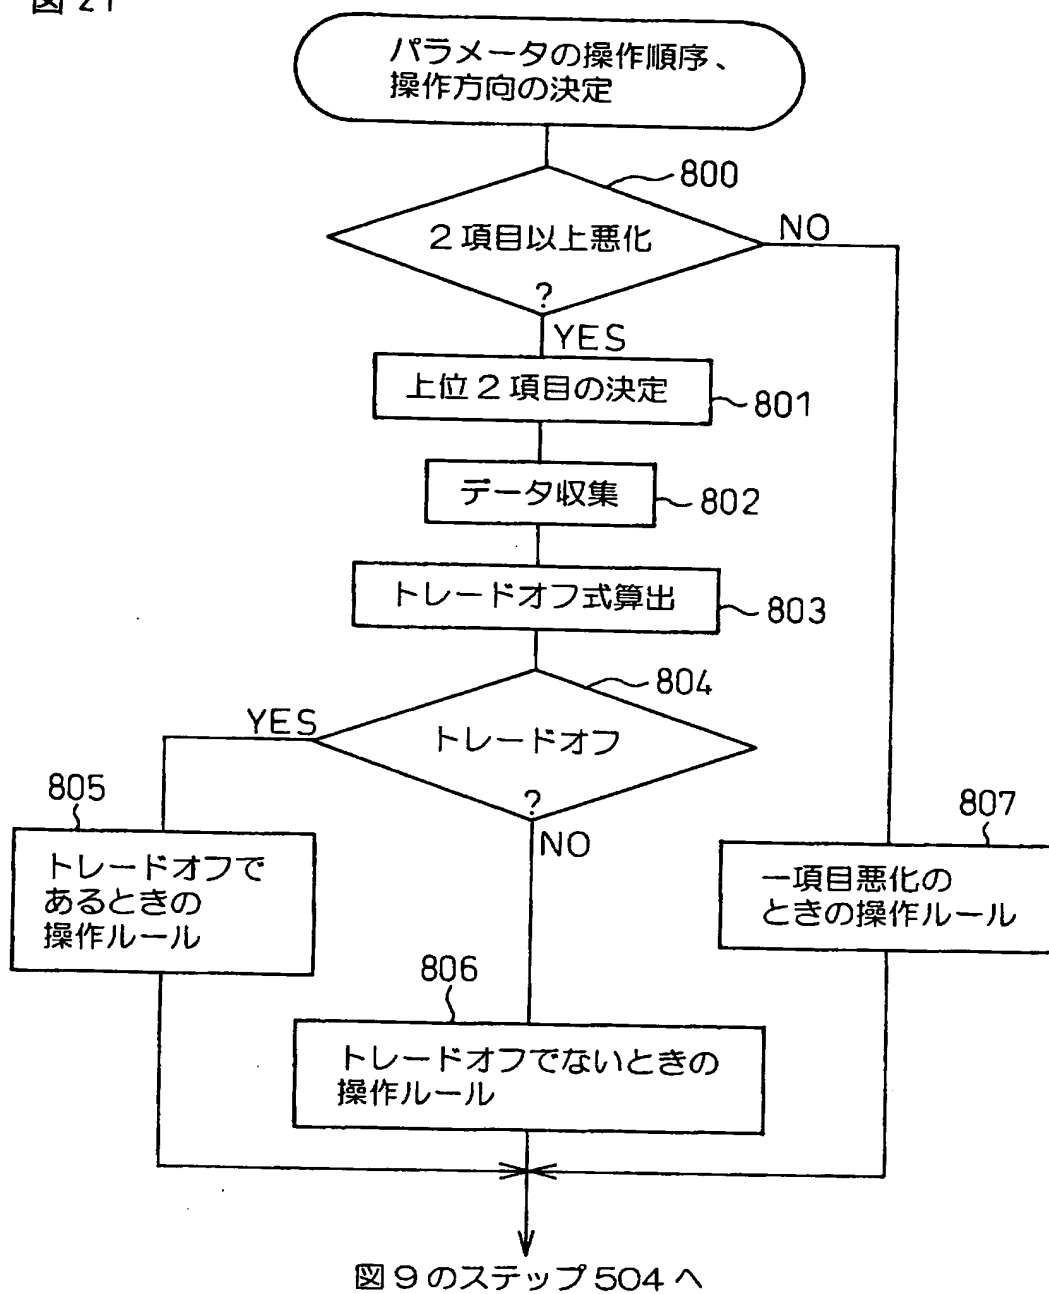 図21
パラメータの操作順序、
操作方向の決定
800
2項目以上悪化
?
NO
YES
上位2項目の決定
801
データ収集
802
トレードオフ式算出
803
804
トレードオフ
?
YES
NO
805
トレードオフで
あるときの
操作ルール
807
一項目悪化の
ときの操作ルール
806
トレードオフでないときの
操作ルール
図9のステップ504へ